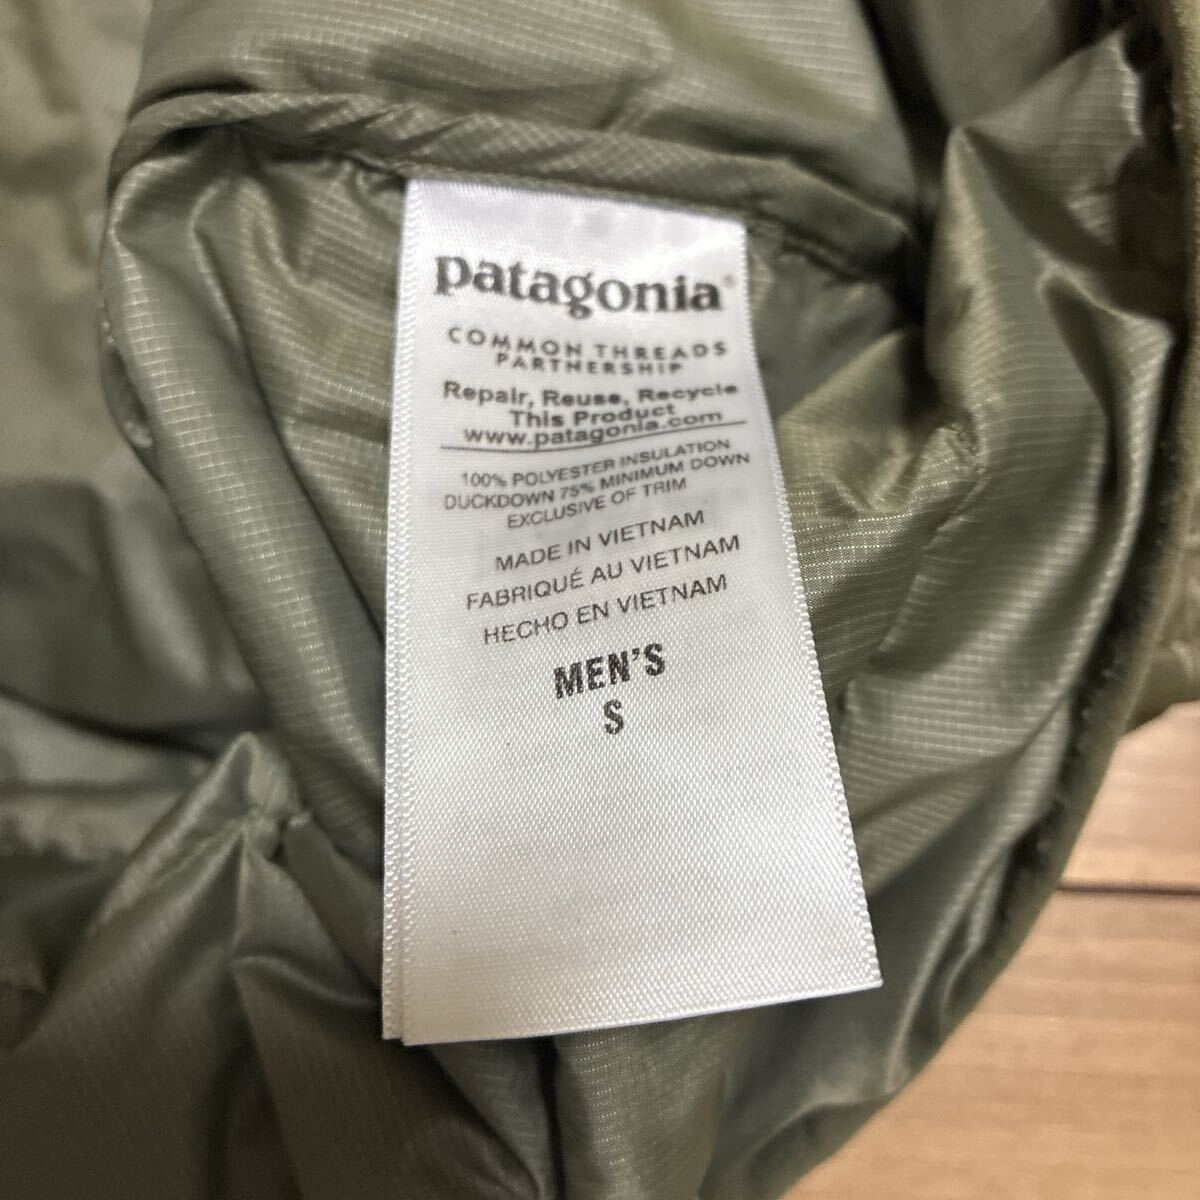 patagonia®
COMMON THREADS
PARTNERSHIP
Repair, Reuse, Recycle
This Product
www.patagonia.com
100% POLYESTER INSULATION
DUCKDOWN 75% MINIMUM DOWN
EXCLUSIVE OF TRIM
MADE IN VIETNAM
FABRIQUÉ AU VIETNAM
HECHO EN VIETNAM
MEN'S
S